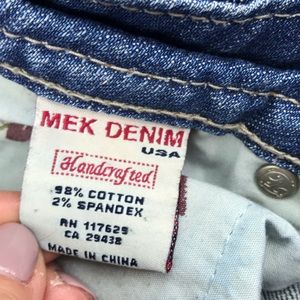 MEK DENIM
USA
Handcrafted
98% COTTON
2% SPANDEX
RN 117629
CA 29438
MADE IN CHINA